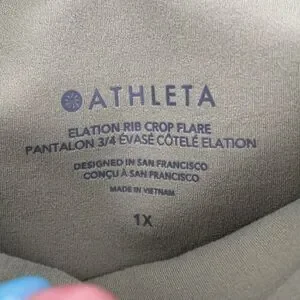 ATHLETA
ELATION RIB CROP FLARE
PANTALON 3/4 ÉVASÉ CÔTELÉ ELATION
DESIGNED IN SAN FRANCISCO
CONÇU À SAN FRANCISCO
MADE IN VIETNAM
1X